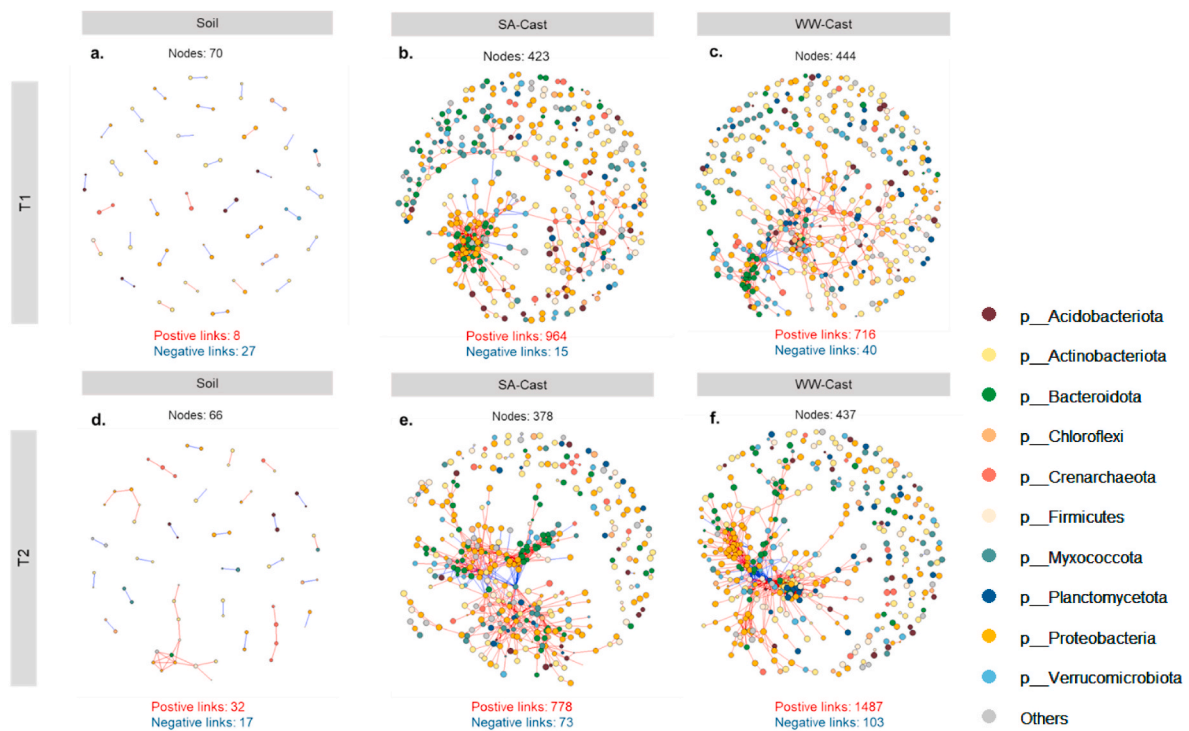 Soil
SA-Cast
WW-Cast
a.
Nodes: 70
b.
Nodes: 423
c.
Nodes: 444
T1
Postive links: 8
Negative links: 27
Postive links: 964
Negative links: 15
Postive links: 716
Negative links: 40
Soil
SA-Cast
WW-Cast
d.
Nodes: 66
e.
Nodes: 378
f.
Nodes: 437
T2
Postive links: 32
Negative links: 17
Postive links: 778
Negative links: 73
Postive links: 1487
Negative links: 103
p__Acidobacteriota
p__Actinobacteriota
p__Bacteroidota
p__Chloroflexi
p__Crenarchaeota
p__Firmicutes
p__Myxococcota
p__Planctomycetota
p__Proteobacteria
p__Verrucomicrobiota
Others